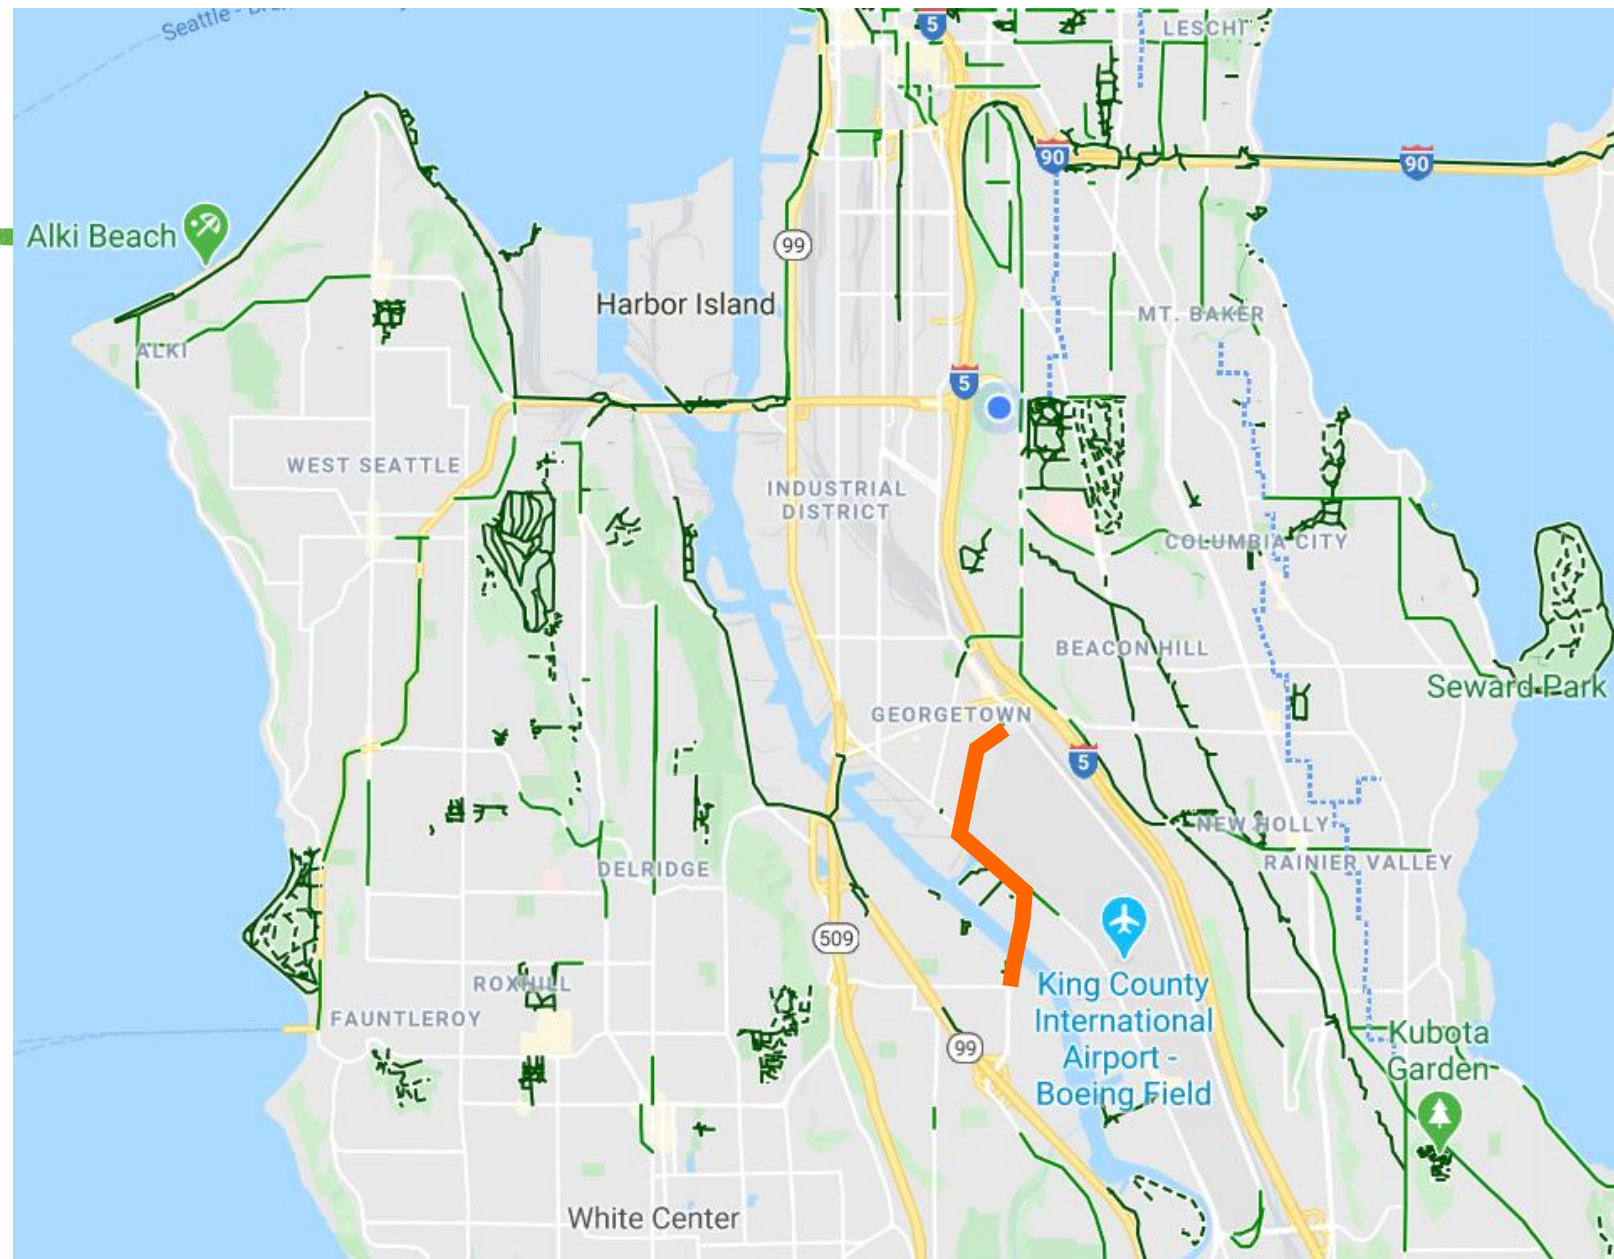 Seattle - 
5
LESCHI
90
90
Alki Beach
99
Harbor Island
MT. BAKER
ALKI
5
WEST SEATTLE
INDUSTRIAL
DISTRICT
COLUMBIA CITY
BEACON HILL
Seward Park
GEORGETOWN
5
NEW HOLLY
RAINIER VALLEY
DELRIDGE
509
ROXHILL
King County
International
Airport -
Boeing Field
FAUNTLEROY
99
Kubota
Garden
White Center